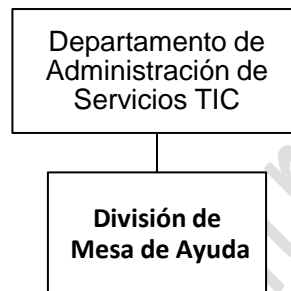 Departamento de
Administración de
Servicios TIC
División de
Mesa de Ayuda